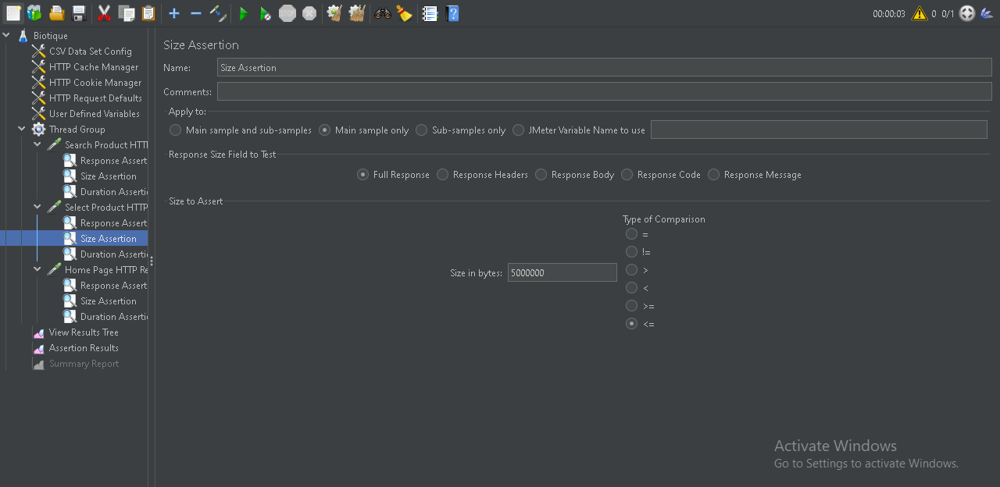 STOP
?
00:00:03
0 0/1
Biotique
CSV Data Set Config
HTTP Cache Manager
HTTP Cookie Manager
HTTP Request Defaults
User Defined Variables
Thread Group
Search Product HTT
Response Assert
Size Assertion
Duration Assertio
Select Product HTTP
Response Assert
Size Assertion
Duration Assertio
Home Page HTTP Re
Response Assert
Size Assertion
Duration Assertio
View Results Tree
Assertion Results
Summary Report
Size Assertion
Name: Size Assertion
Comments:
Apply to:
Main sample and sub-samples Main sample only Sub-samples only JMeter Variable Name to use
Response Size Field to Test
Full Response Response Headers Response Body Response Code Response Message
Size to Assert
Type of Comparison
=
!=
>
Size in bytes: 5000000
<
>=
<=
Activate Windows
Go to Settings to activate Windows.